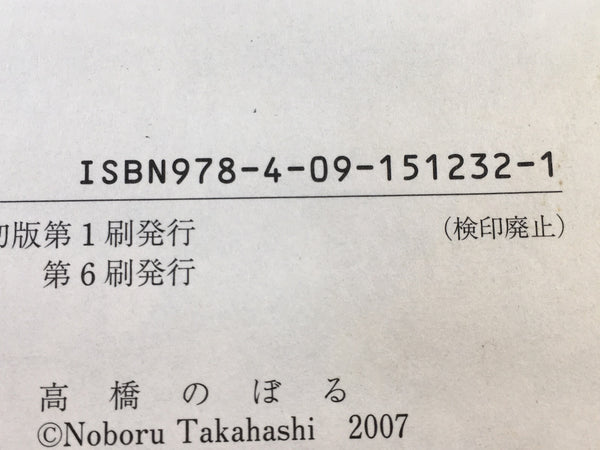 ISBN978-4-09-151232-1
初版第1刷発行 (検印廃止)
第6刷発行
高橋のぼる
©Noboru Takahashi 2007